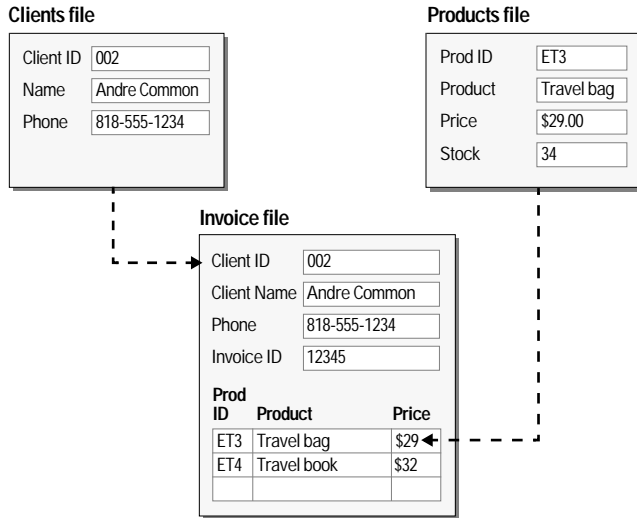 Clients file
Client ID 002
Name Andre Common
Phone 818-555-1234
Products file
Prod ID ET3
Product Travel bag
Price $29.00
Stock 34
Invoice file
Client ID 002
Client Name Andre Common
Phone 818-555-1234
Invoice ID 12345
Prod
ID Product Price
ET3 Travel bag $29
ET4 Travel book $32